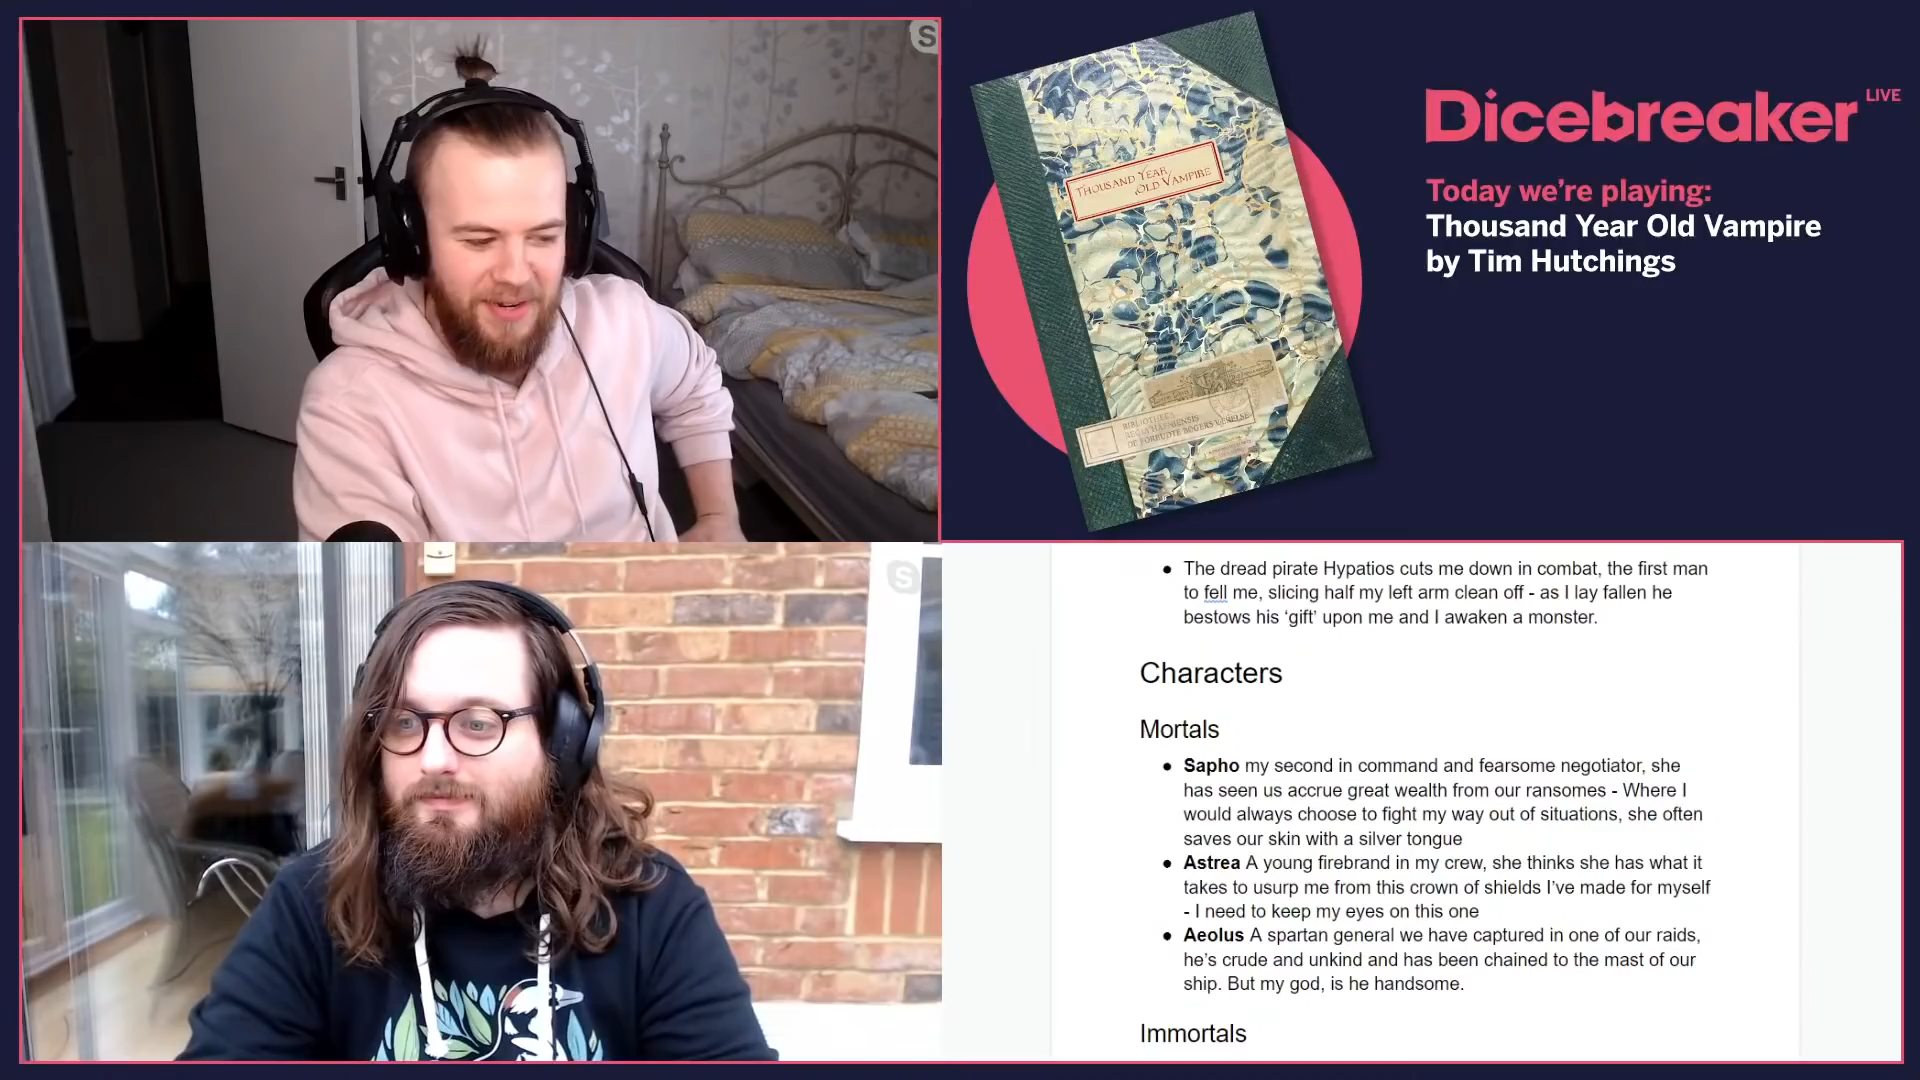 Dicebreaker LIVE
Today we're playing:
Thousand Year Old Vampire
by Tim Hutchings
THOUSAND YEAR
OLD VAMPIRE
BIBLIOTHECA
REGIA HAFNIENSIS
DE FORBUDTE BØGERS VÆRELSE
S
S
● The dread pirate Hypatios cuts me down in combat, the first man
to fell me, slicing half my left arm clean off - as I lay fallen he
bestows his ‘gift’ upon me and I awaken a monster.
Characters
Mortals
● Sapho my second in command and fearsome negotiator, she
has seen us accrue great wealth from our ransomes - Where I
would always choose to fight my way out of situations, she often
saves our skin with a silver tongue
● Astrea A young firebrand in my crew, she thinks she has what it
takes to usurp me from this crown of shields I’ve made for myself
- I need to keep my eyes on this one
● Aeolus A spartan general we have captured in one of our raids,
he’s crude and unkind and has been chained to the mast of our
ship. But my god, is he handsome.
Immortals